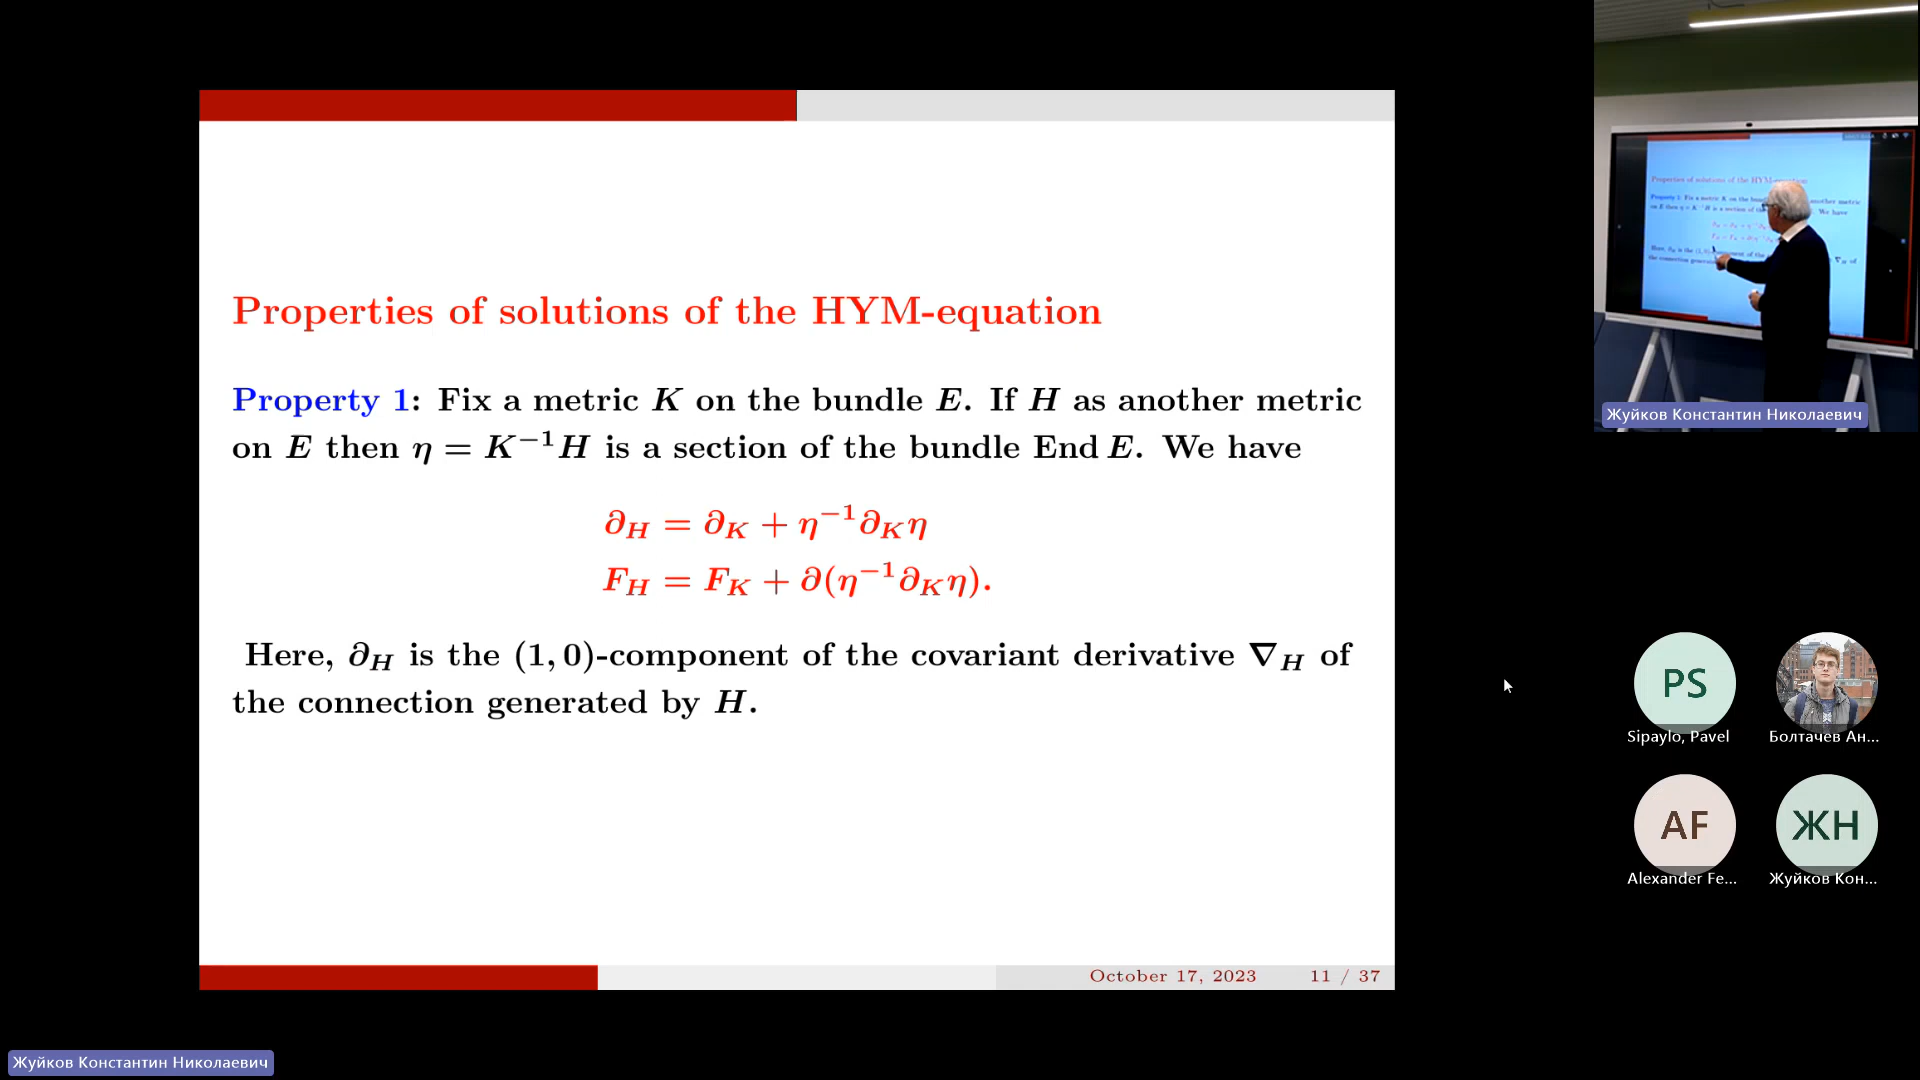 Properties of solutions of the HYM-equation
Property 1: Fix a metric K on the bundle E. If H as another metric
on E then η = K⁻¹H is a section of the bundle End E. We have
∂_H = ∂_K + η⁻¹∂_Kη
F_H = F_K + ∂(η⁻¹∂_Kη).
Here, ∂_H is the (1, 0)-component of the covariant derivative ∇_H of
the connection generated by H.
October 17, 2023 11 / 37
Жуйков Константин Николаевич
PS
Sipaylo, Pavel
Болтачев Ан...
AF
Alexander Fe...
ЖН
Жуйков Кон...
Жуйков Константин Николаевич